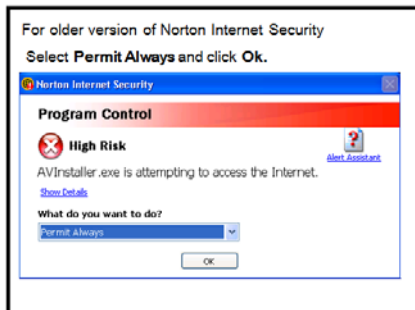 For older version of Norton Internet Security
Select Permit Always and click Ok.
Norton Internet Security
Program Control
High Risk
Alert Assistant
AVInstaller.exe is attempting to access the Internet.
Show Details
What do you want to do?
Permit Always
OK